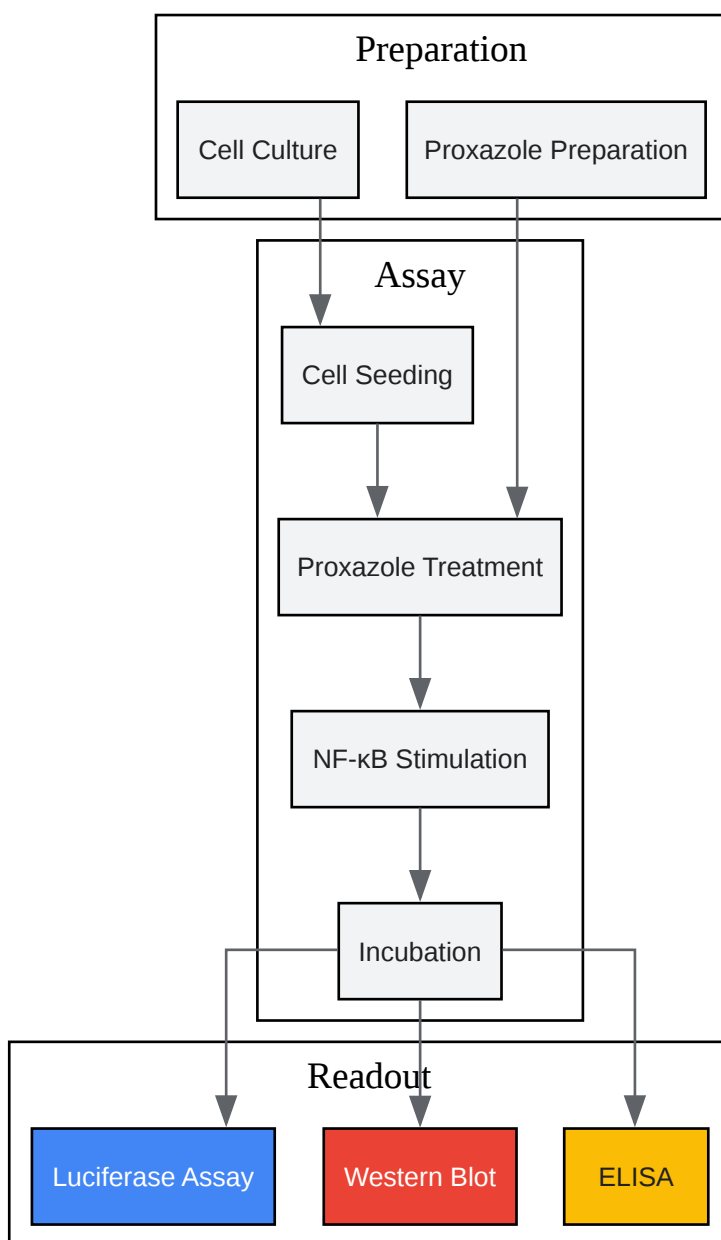 Preparation
Cell Culture
Proxazole Preparation
Assay
Cell Seeding
Proxazole Treatment
NF-κB Stimulation
Incubation
Readout
Luciferase Assay
Western Blot
ELISA